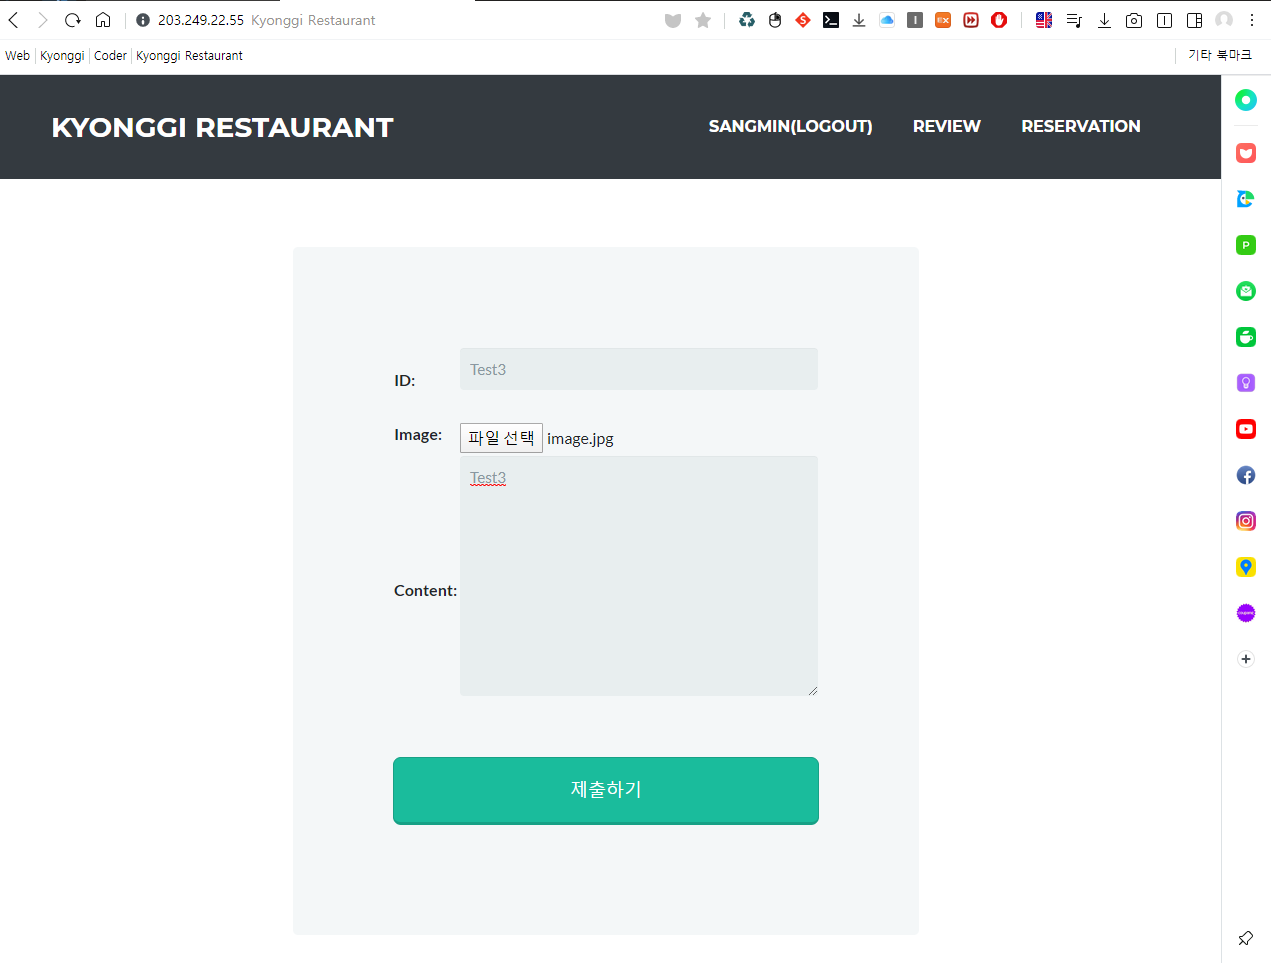 203.249.22.55 Kyonggi Restaurant
Web Kyonggi Coder Kyonggi Restaurant 기타 북마크
KYONGGI RESTAURANT SANGMIN(LOGOUT) REVIEW RESERVATION
ID: Test3
Image: 파일 선택 image.jpg
Test3
Content:
제출하기